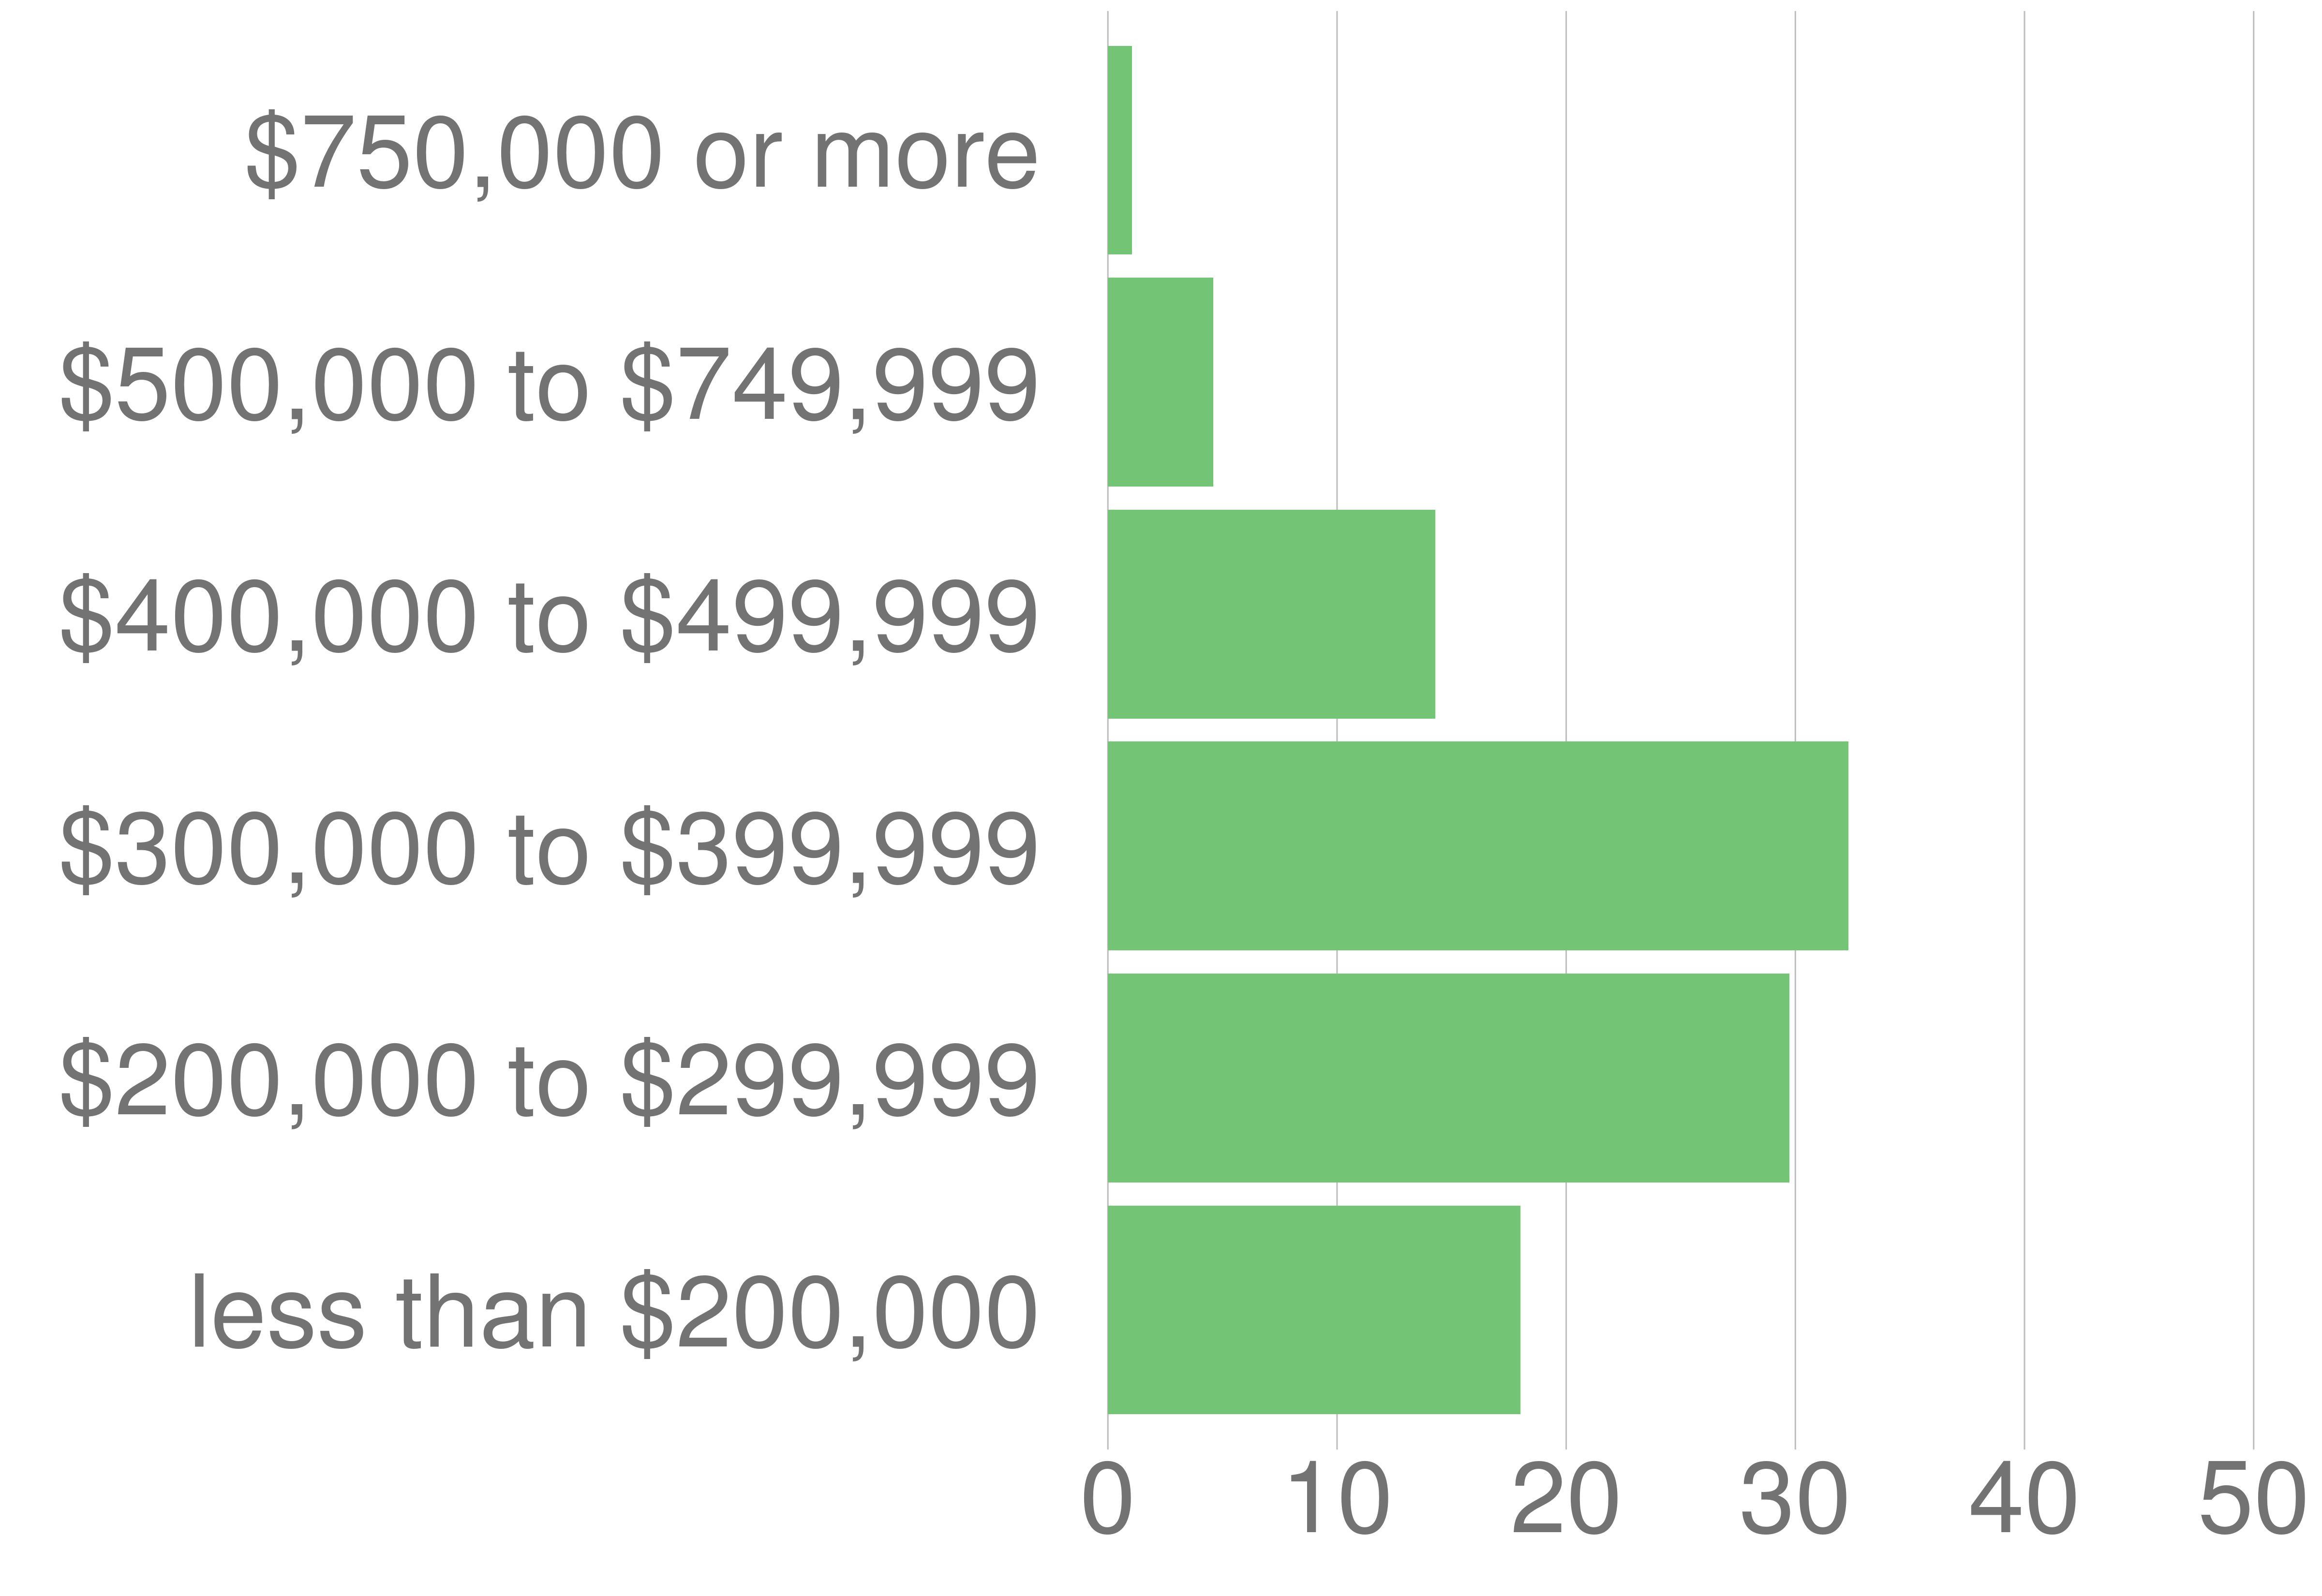 $750,000 or more
$500,000 to $749,999
$400,000 to $499,999
$300,000 to $399,999
$200,000 to $299,999
less than $200,000
0 10 20 30 40 50